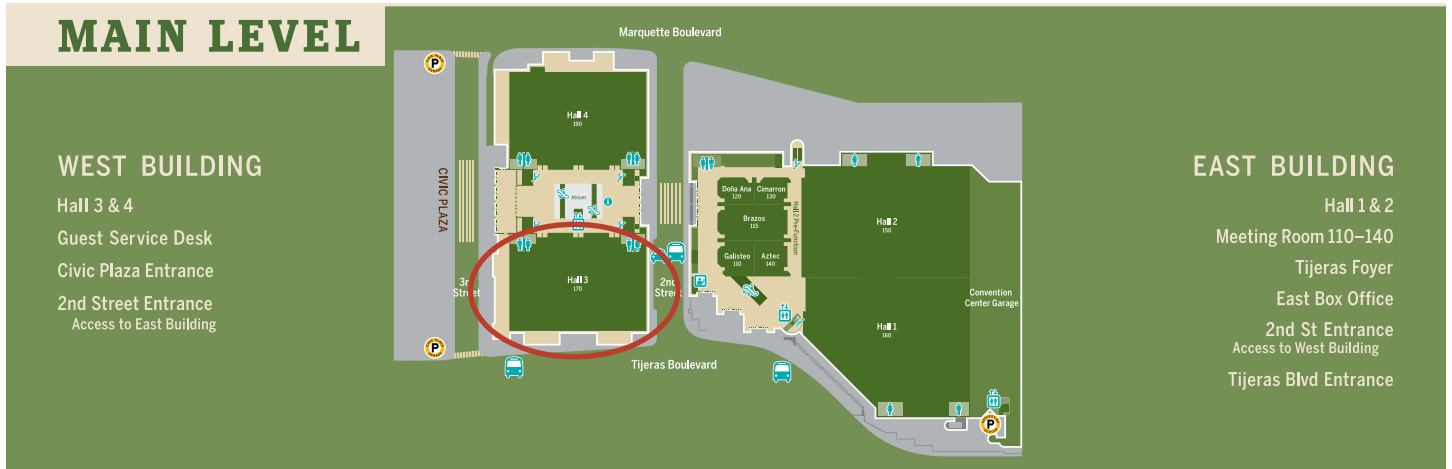 MAIN LEVEL
Marquette Boulevard
P
Hall 4
190
WEST BUILDING
Hall 3 & 4
Guest Service Desk
Civic Plaza Entrance
2nd Street Entrance
Access to East Building
CIVIC PLAZA
Atrium
i
Hall 3
170
3rd
Street
2nd
Street
P
Tijeras Boulevard
Doña Ana
120
Cimarron
130
Brazos
115
Galisteo
110
Aztec
140
Hall 2 Pre-Function
Hall 2
150
Hall 1
160
Convention
Center Garage
P
EAST BUILDING
Hall 1 & 2
Meeting Room 110–140
Tijeras Foyer
East Box Office
2nd St Entrance
Access to West Building
Tijeras Blvd Entrance